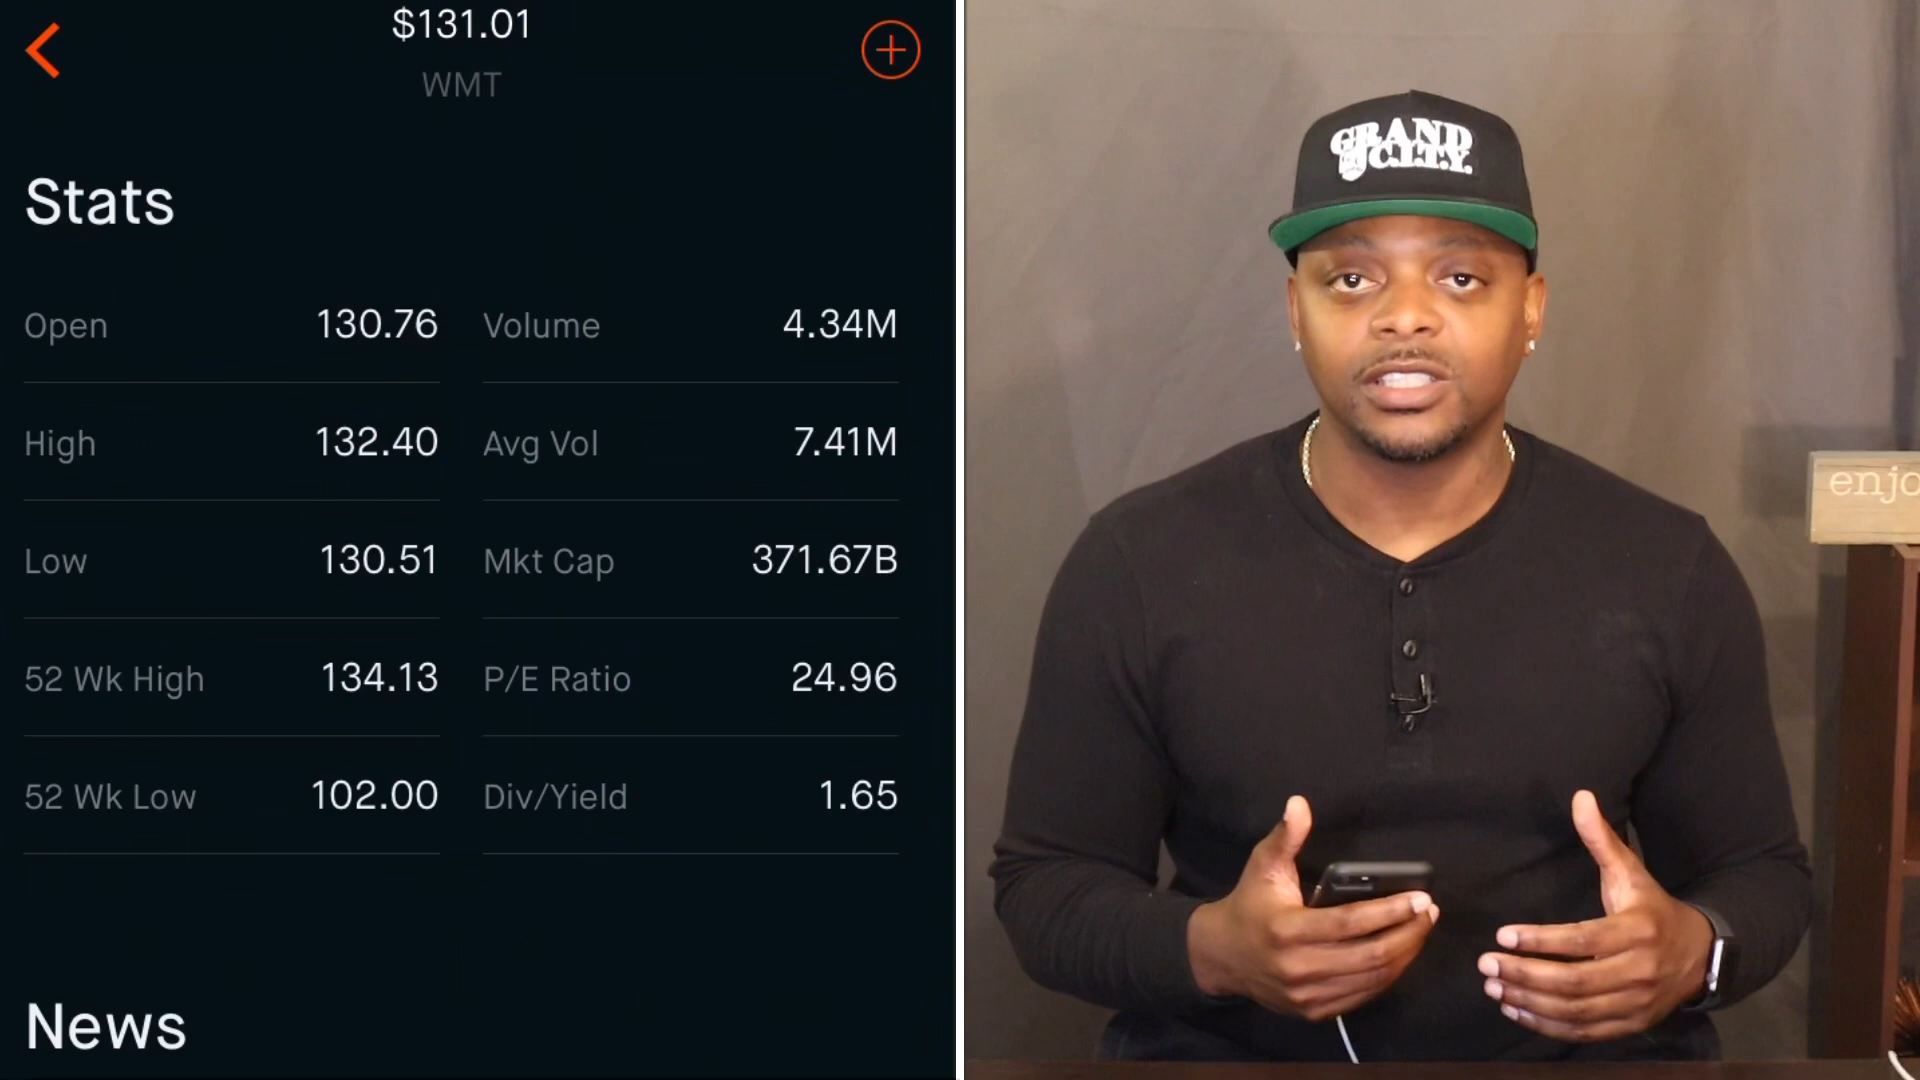 $131.01
WMT
Stats
Open 130.76 Volume 4.34M
High 132.40 Avg Vol 7.41M
Low 130.51 Mkt Cap 371.67B
52 Wk High 134.13 P/E Ratio 24.96
52 Wk Low 102.00 Div/Yield 1.65
News
GRAND
C.I.T.Y.
enjo